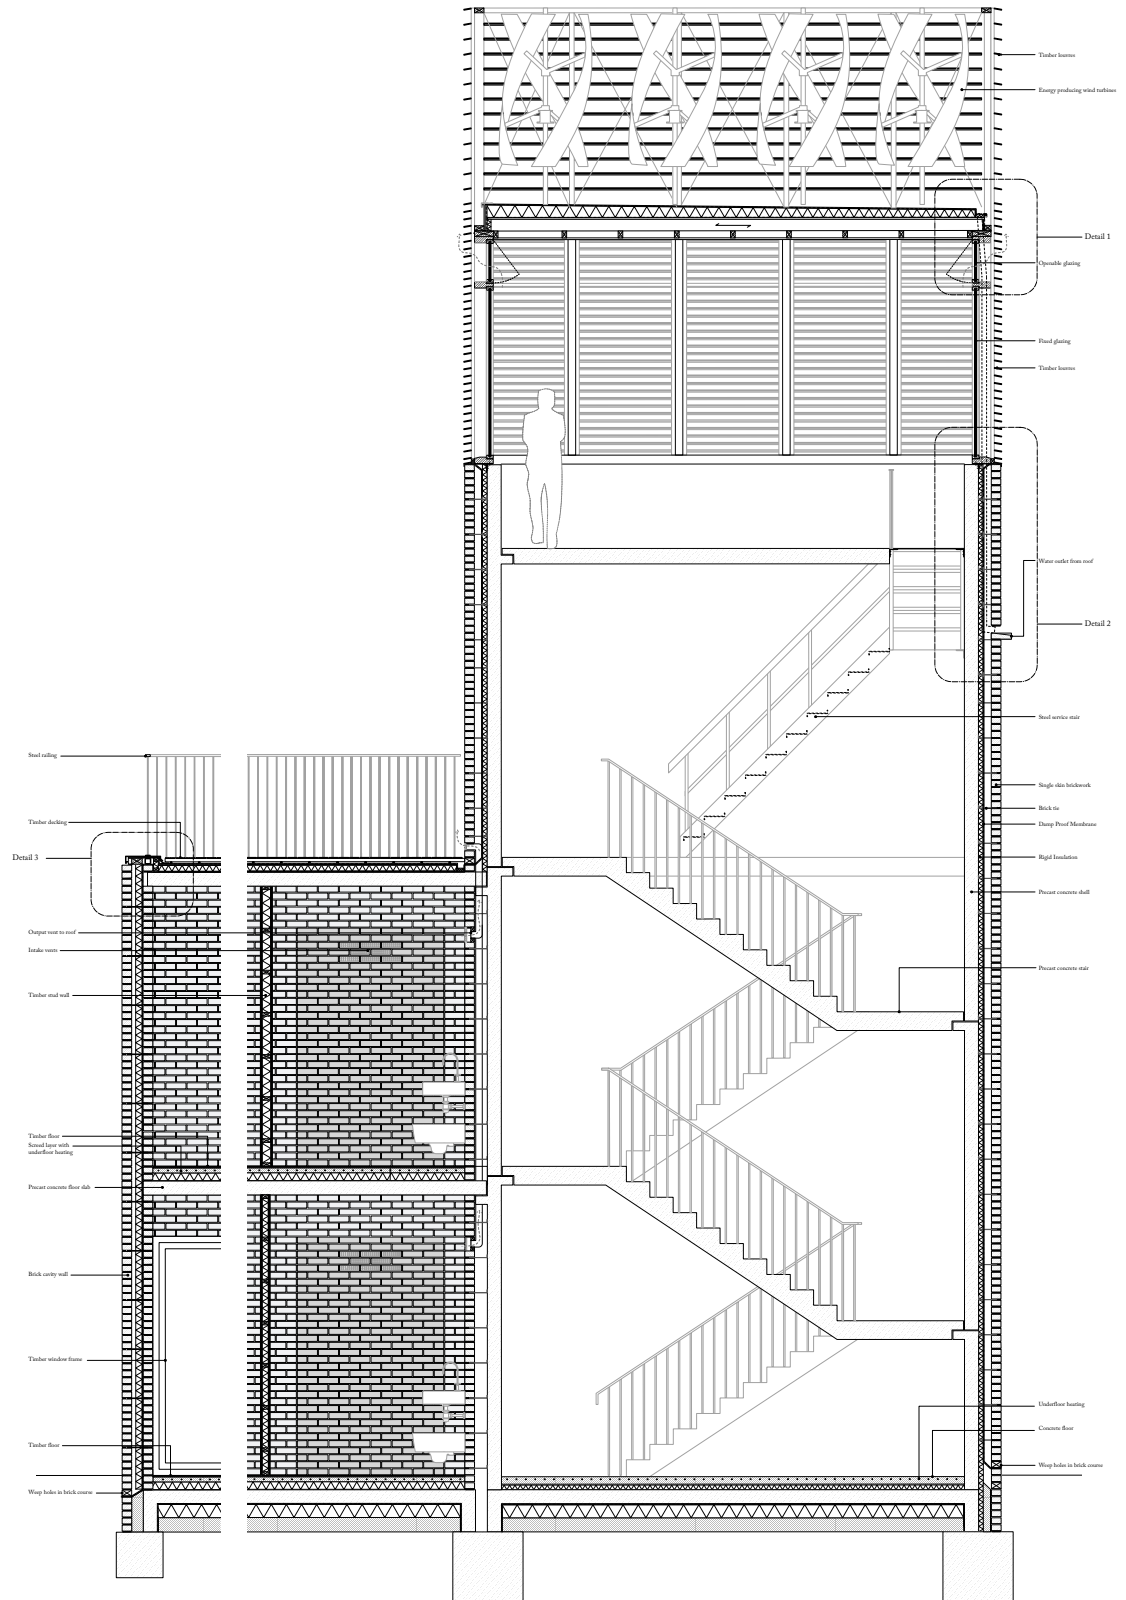 Timber louvres
Energy producing wind turbines
Detail 1
Openable glazing
Fixed glazing
Timber louvres
Water outlet from roof
Detail 2
Steel service stair
Steel railing
Single skin brickwork
Brick tie
Timber decking
Damp Proof Membrane
Detail 3
Rigid Insulation
Precast concrete shell
Output vent to roof
Intake vents
Precast concrete stair
Timber stud wall
Timber floor
Screed layer with
underfloor heating
Precast concrete floor slab
Brick cavity wall
Timber window frame
Underfloor heating
Concrete floor
Timber floor
Weep holes in brick course
Weep holes in brick course